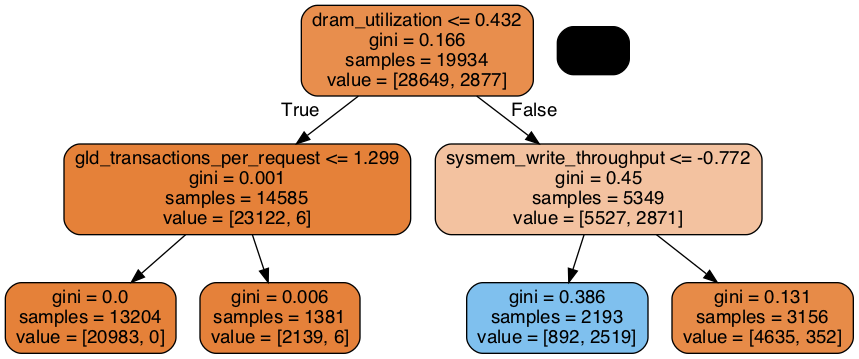 dram_utilization <= 0.432
gini = 0.166
samples = 19934
value = [28649, 2877]
True
False
gld_transactions_per_request <= 1.299
gini = 0.001
samples = 14585
value = [23122, 6]
sysmem_write_throughput <= -0.772
gini = 0.45
samples = 5349
value = [5527, 2871]
gini = 0.0
samples = 13204
value = [20983, 0]
gini = 0.006
samples = 1381
value = [2139, 6]
gini = 0.386
samples = 2193
value = [892, 2519]
gini = 0.131
samples = 3156
value = [4635, 352]